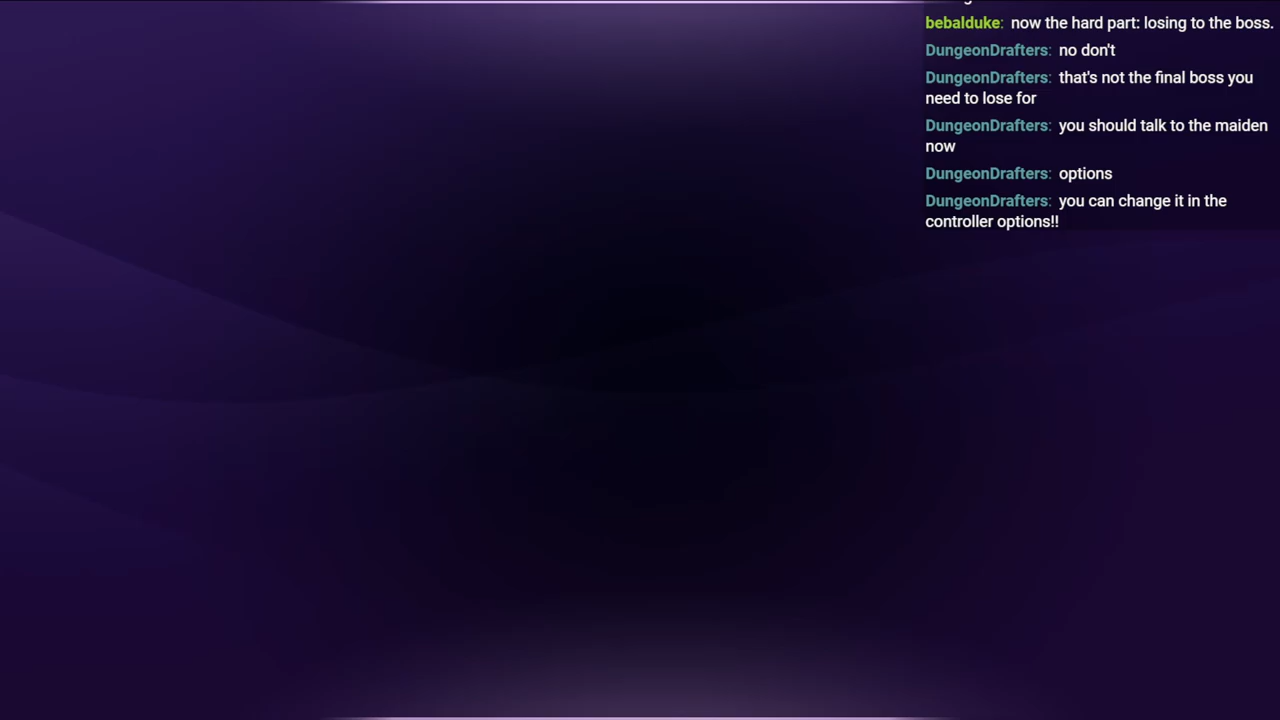 bebalduke: now the hard part: losing to the boss.
DungeonDrafters: no don't
DungeonDrafters: that's not the final boss you
need to lose for
DungeonDrafters: you should talk to the maiden
now
DungeonDrafters: options
DungeonDrafters: you can change it in the
controller options!!